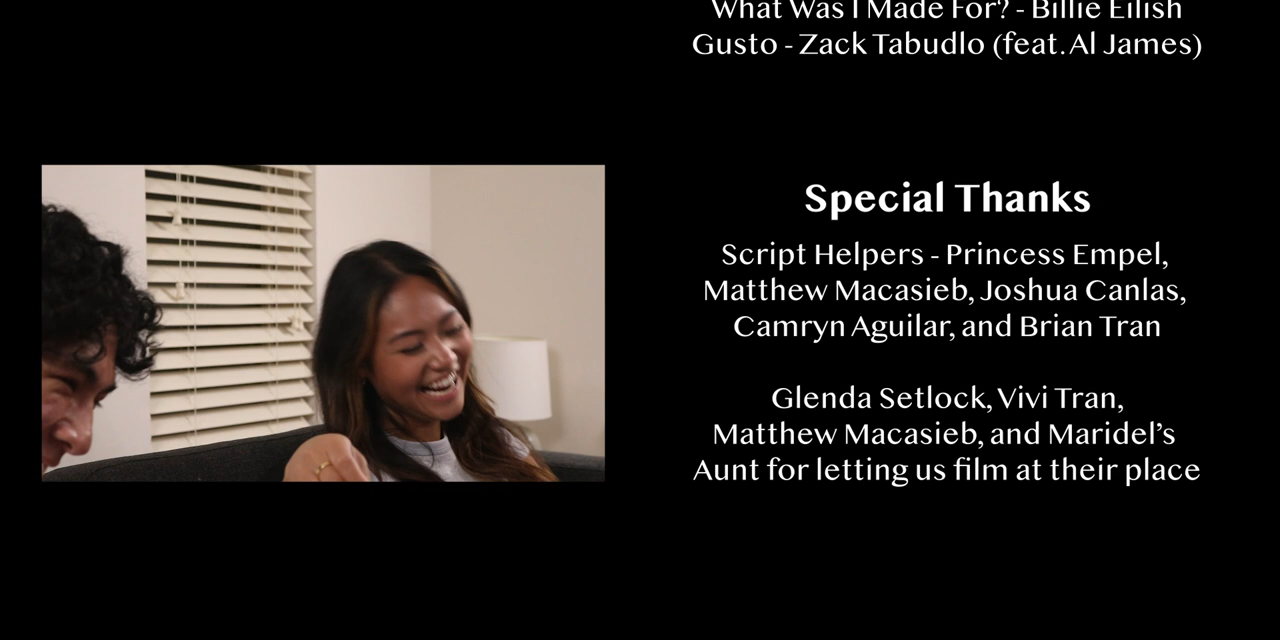 What Was I Made For? - Billie Eilish
Gusto - Zack Tabudlo (feat. Al James)
Special Thanks
Script Helpers - Princess Empel,
Matthew Macasieb, Joshua Canlas,
Camryn Aguilar, and Brian Tran
Glenda Setlock, Vivi Tran,
Matthew Macasieb, and Maridel’s
Aunt for letting us film at their place